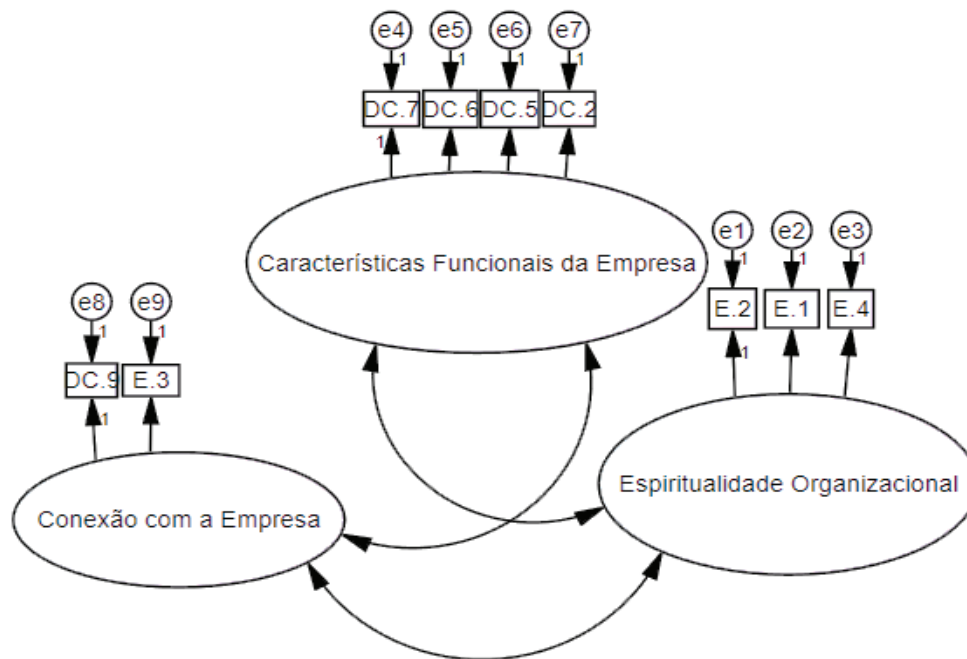 e4 e5 e6 e7
1 1 1 1
DC.7 DC.6 DC.5 DC.2
1
Características Funcionais da Empresa
e1 e2 e3
1 1 1
E.2 E.1 E.4
1
Espiritualidade Organizacional
e8 e9
1 1
DC.9 E.3
1
Conexão com a Empresa